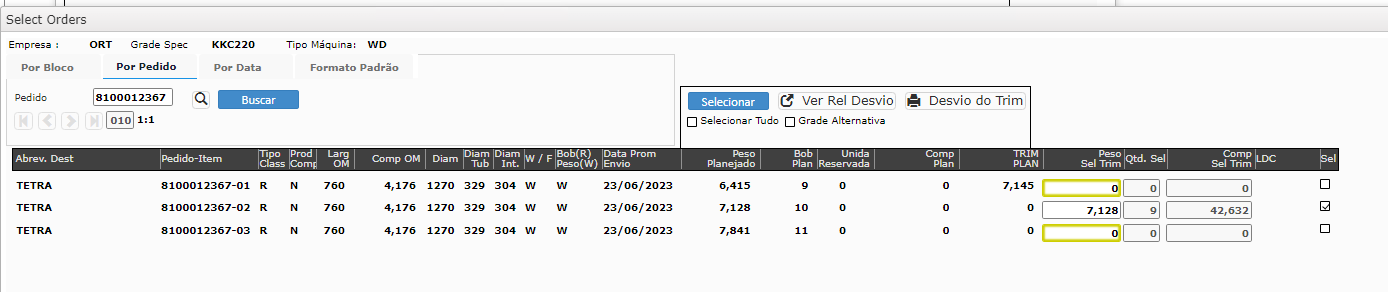 Select Orders
Empresa : ORT Grade Spec KKC220 Tipo Máquina: WD
Por Bloco Por Pedido Por Data Formato Padrão
Pedido 8100012367 Buscar
010 1:1
Selecionar Ver Rel Desvio Desvio do Trim
Selecionar Tudo Grade Alternativa
Abrev. Dest Pedido-Item Tipo Class Prod Comp Larg OM Comp OM Diam Diam Tub Diam Int. W / F Bob(R) Peso(W) Data Prom Envio Peso Planejado Bob Plan Unida Reservada Comp Plan TRIM PLAN Peso Sel Trim Qtd. Sel Comp Sel Trim LDC Sel
TETRA 8100012367-01 R N 760 4,176 1270 329 304 W W 23/06/2023 6,415 9 0 0 7,145 0 0 0
TETRA 8100012367-02 R N 760 4,176 1270 329 304 W W 23/06/2023 7,128 10 0 0 0 7,128 9 42,632
TETRA 8100012367-03 R N 760 4,176 1270 329 304 W W 23/06/2023 7,841 11 0 0 0 0 0 0